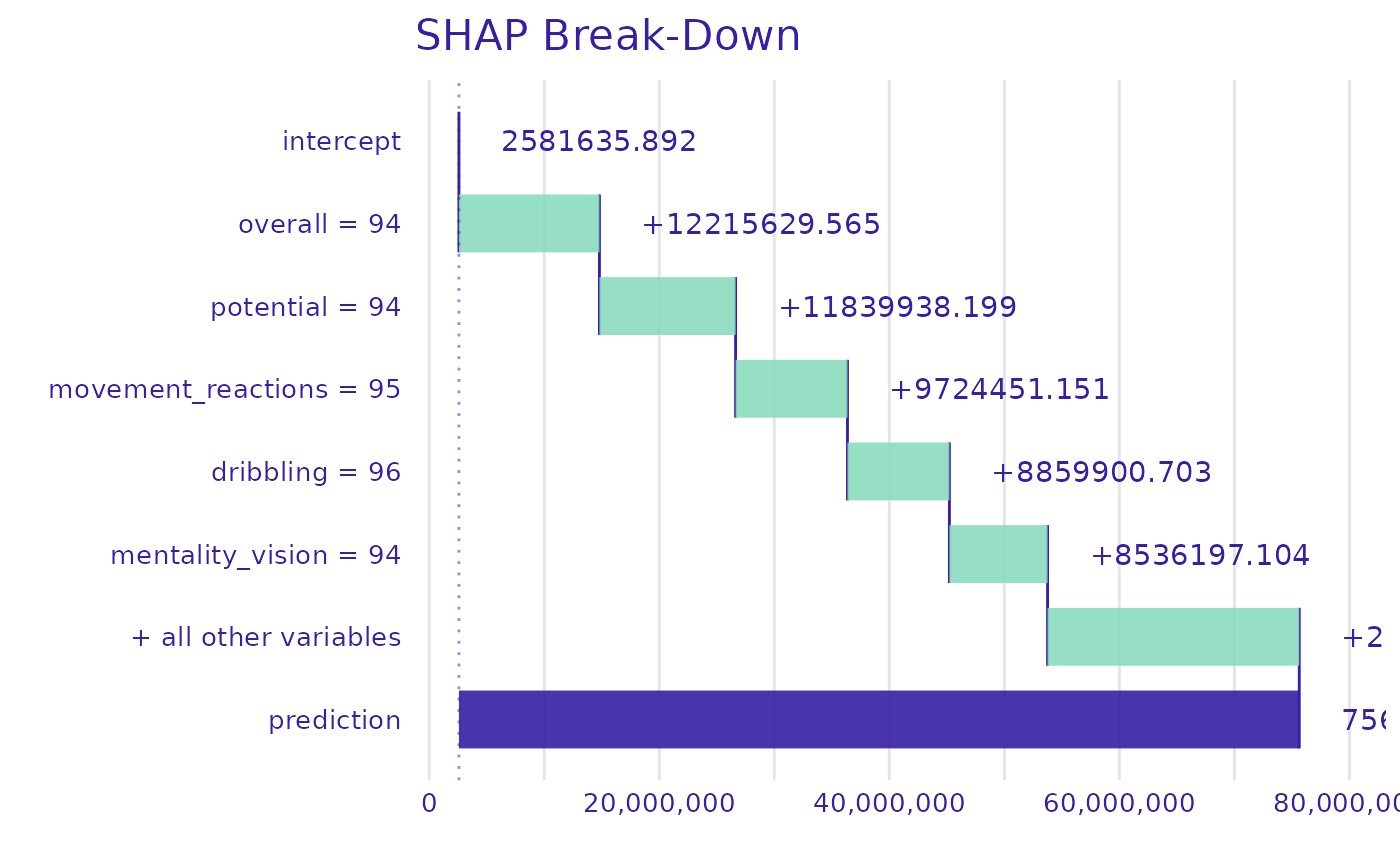 SHAP Break-Down
intercept 2581635.892
overall = 94 +12215629.565
potential = 94 +11839938.199
movement_reactions = 95 +9724451.151
dribbling = 96 +8859900.703
mentality_vision = 94 +8536197.104
+ all other variables +2
prediction 756
0 20,000,000 40,000,000 60,000,000 80,000,00